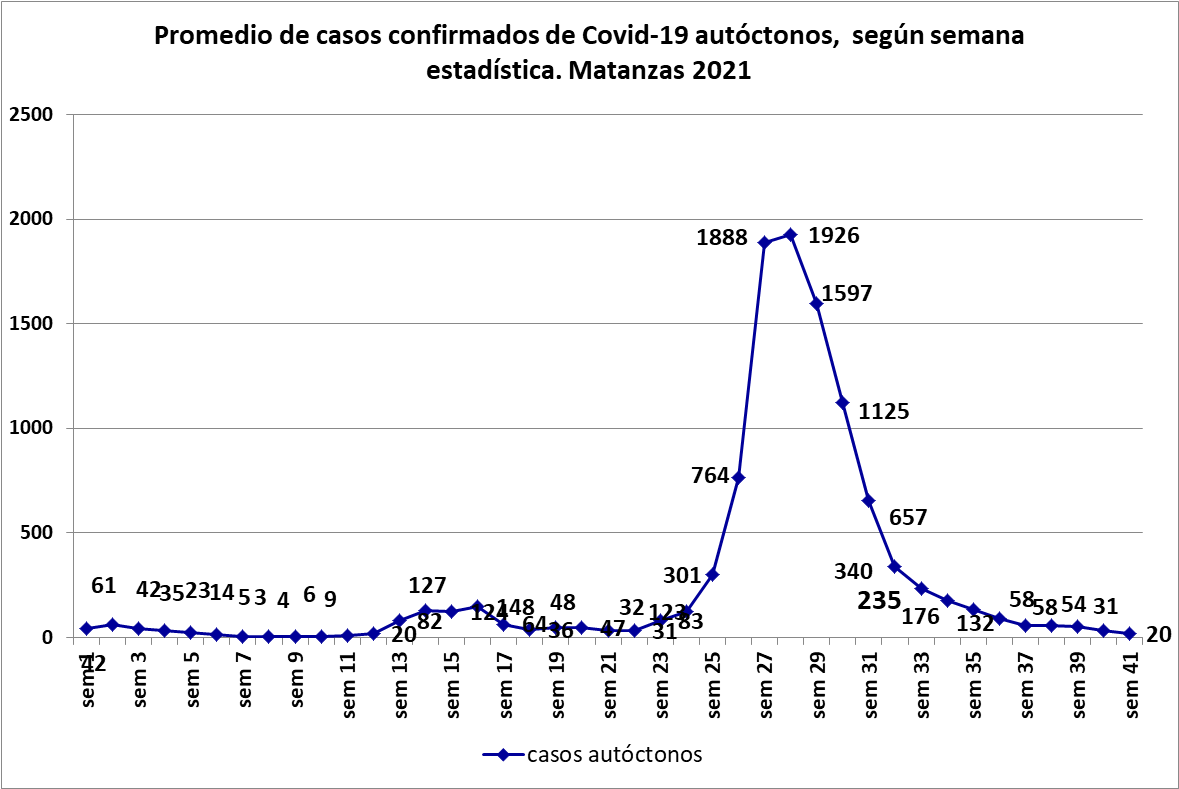 Promedio de casos confirmados de Covid-19 autóctonos, según semana
estadística. Matanzas 2021
2500
2000
1500
1000
500
0
42
61
42
35
23
14
5
3
4
6
9
20
82
127
124
148
64
36
48
47
32
31
83
123
301
764
1888
1926
1597
1125
657
340
235
176
132
58
58
54
31
20
sem 1
sem 3
sem 5
sem 7
sem 9
sem 11
sem 13
sem 15
sem 17
sem 19
sem 21
sem 23
sem 25
sem 27
sem 29
sem 31
sem 33
sem 35
sem 37
sem 39
sem 41
casos autóctonos